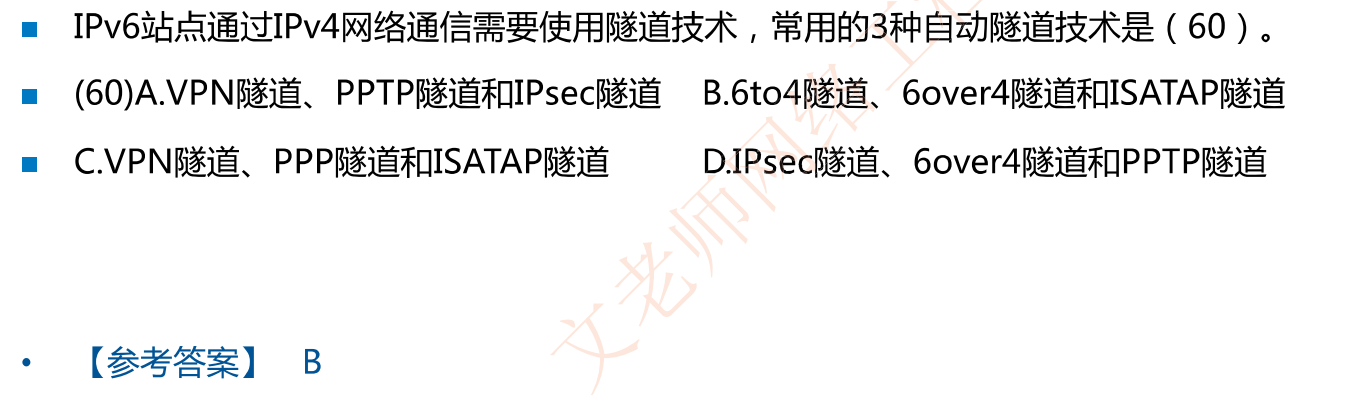 IPv6站点通过IPv4网络通信需要使用隧道技术，常用的3种自动隧道技术是（60）。
(60)A.VPN隧道、PPTP隧道和IPsec隧道 B.6to4隧道、6over4隧道和ISATAP隧道
C.VPN隧道、PPP隧道和ISATAP隧道 D.IPsec隧道、6over4隧道和PPTP隧道
【参考答案】 B
文老师网络工